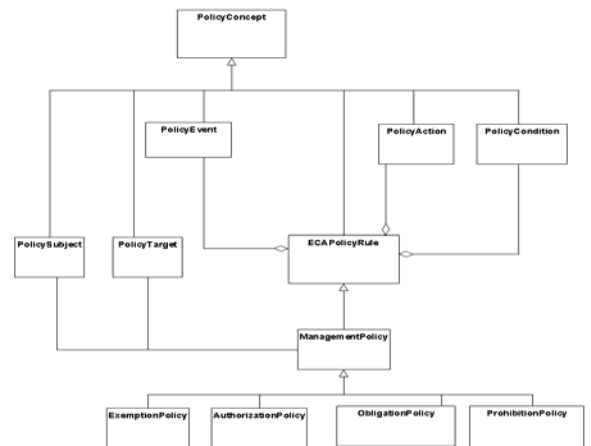 PolicyConcept
PolicyEvent
PolicyAction
PolicyCondition
PolicySubject
PolicyTarget
ECAPolicyRule
ManagementPolicy
ExemptionPolicy
AuthorizationPolicy
ObligationPolicy
ProhibitionPolicy